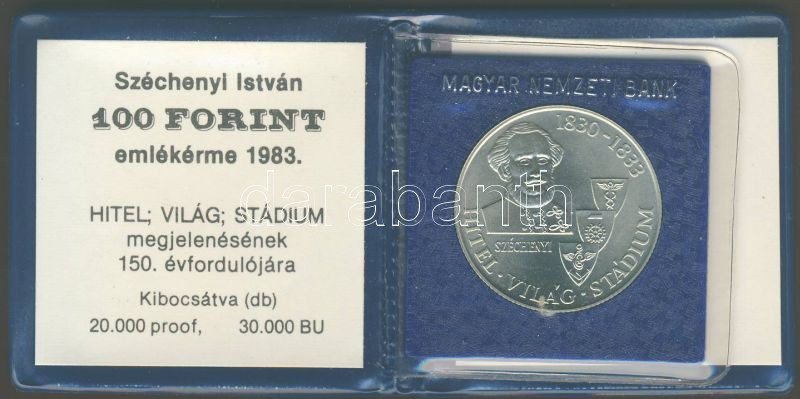 Széchenyi István
100 FORINT
emlékérme 1983.
HITEL; VILÁG; STÁDIUM
megjelenésének
150. évfordulójára
Kibocsátva (db)
20.000 proof, 30.000 BU
MAGYAR NEMZETI BANK
1830-1833
SZÉCHENYI
HITEL · VILÁG · STÁDIUM
darabanth